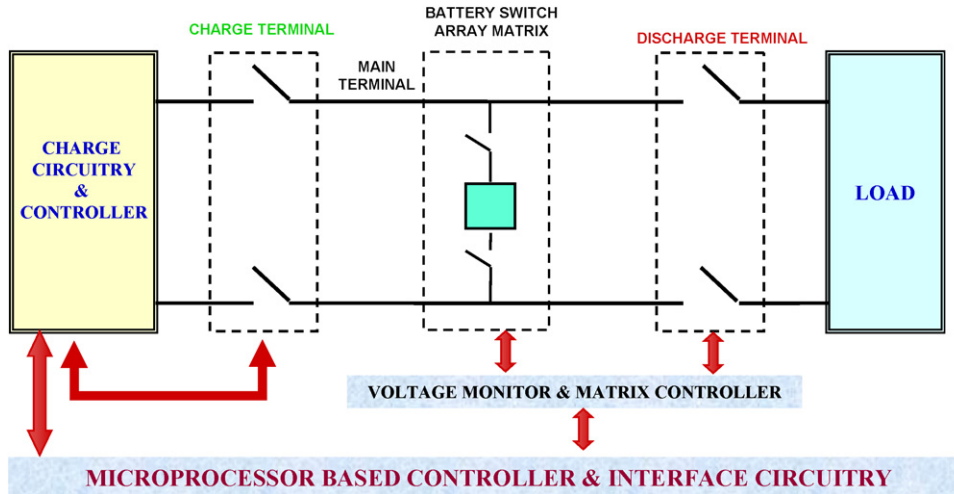 BATTERY SWITCH
ARRAY MATRIX
CHARGE TERMINAL
DISCHARGE TERMINAL
MAIN
TERMINAL
CHARGE
CIRCUITRY
&
CONTROLLER
LOAD
VOLTAGE MONITOR & MATRIX CONTROLLER
MICROPROCESSOR BASED CONTROLLER & INTERFACE CIRCUITRY